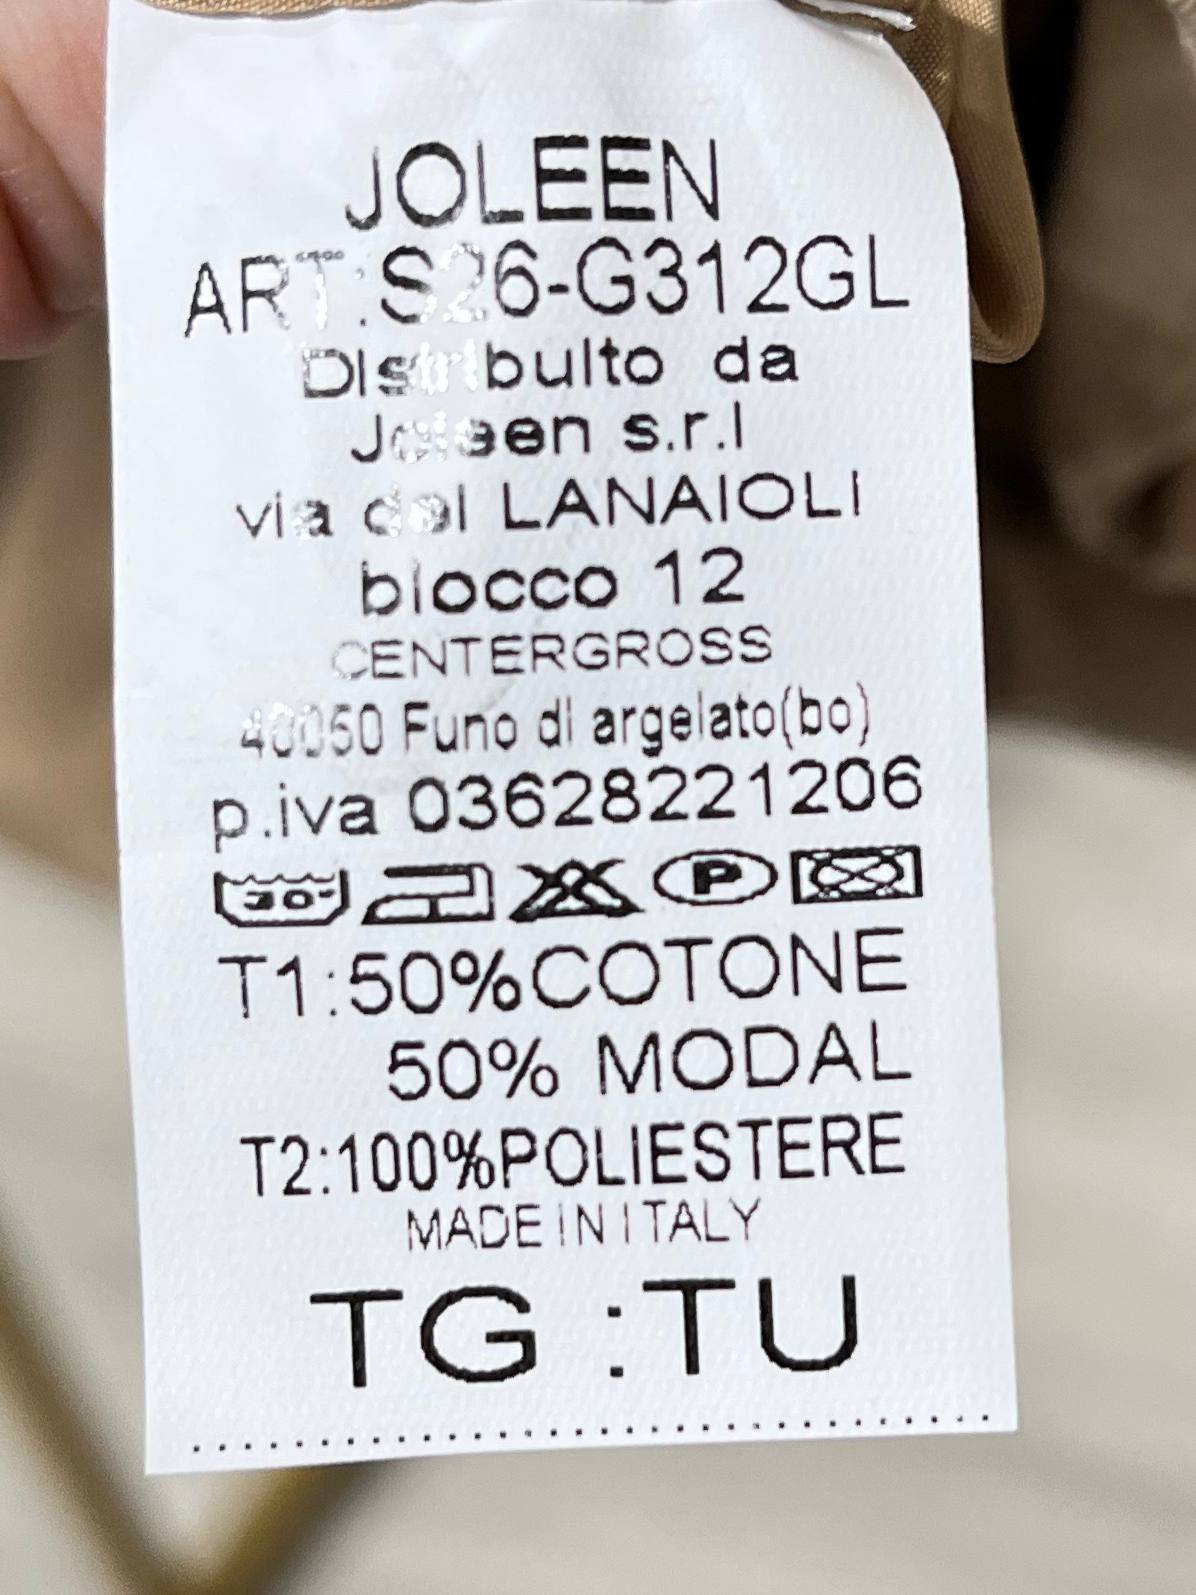 JOLEEN
ART:S26-G312GL
Distribuito da
Joleen s.r.l
via dei LANAIOLI
blocco 12
CENTERGROSS
40050 Funo di argelato(bo)
p.iva 03628221206
30° P
T1:50%COTONE
50% MODAL
T2:100%POLIESTERE
MADE IN ITALY
TG :TU